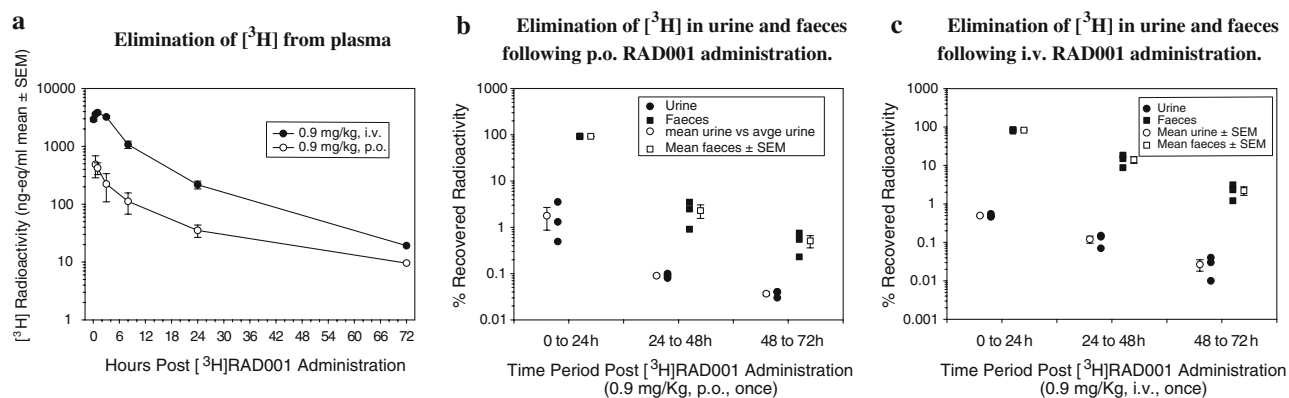 a
Elimination of [³H] from plasma
[³H] Radioactivity (ng-eq/ml mean ± SEM)
10000
1000
100
10
1
0.9 mg/kg, i.v.
0.9 mg/kg, p.o.
0 6 12 18 24 30 36 42 48 54 60 66 72
Hours Post [³H]RAD001 Administration
b
Elimination of [³H] in urine and faeces
following p.o. RAD001 administration.
% Recovered Radioactivity
1000
100
10
1
0.1
0.01
Urine
Faeces
mean urine vs avge urine
Mean faeces ± SEM
0 to 24h 24 to 48h 48 to 72h
Time Period Post [³H]RAD001 Administration
(0.9 mg/Kg, p.o., once)
c
Elimination of [³H] in urine and faeces
following i.v. RAD001 administration.
% Recovered Radioactivity
1000
100
10
1
0.1
0.01
0.001
Urine
Faeces
Mean urine ± SEM
Mean faeces ± SEM
0 to 24h 24 to 48h 48 to 72h
Time Period Post [³H]RAD001 Administration
(0.9 mg/Kg, i.v., once)